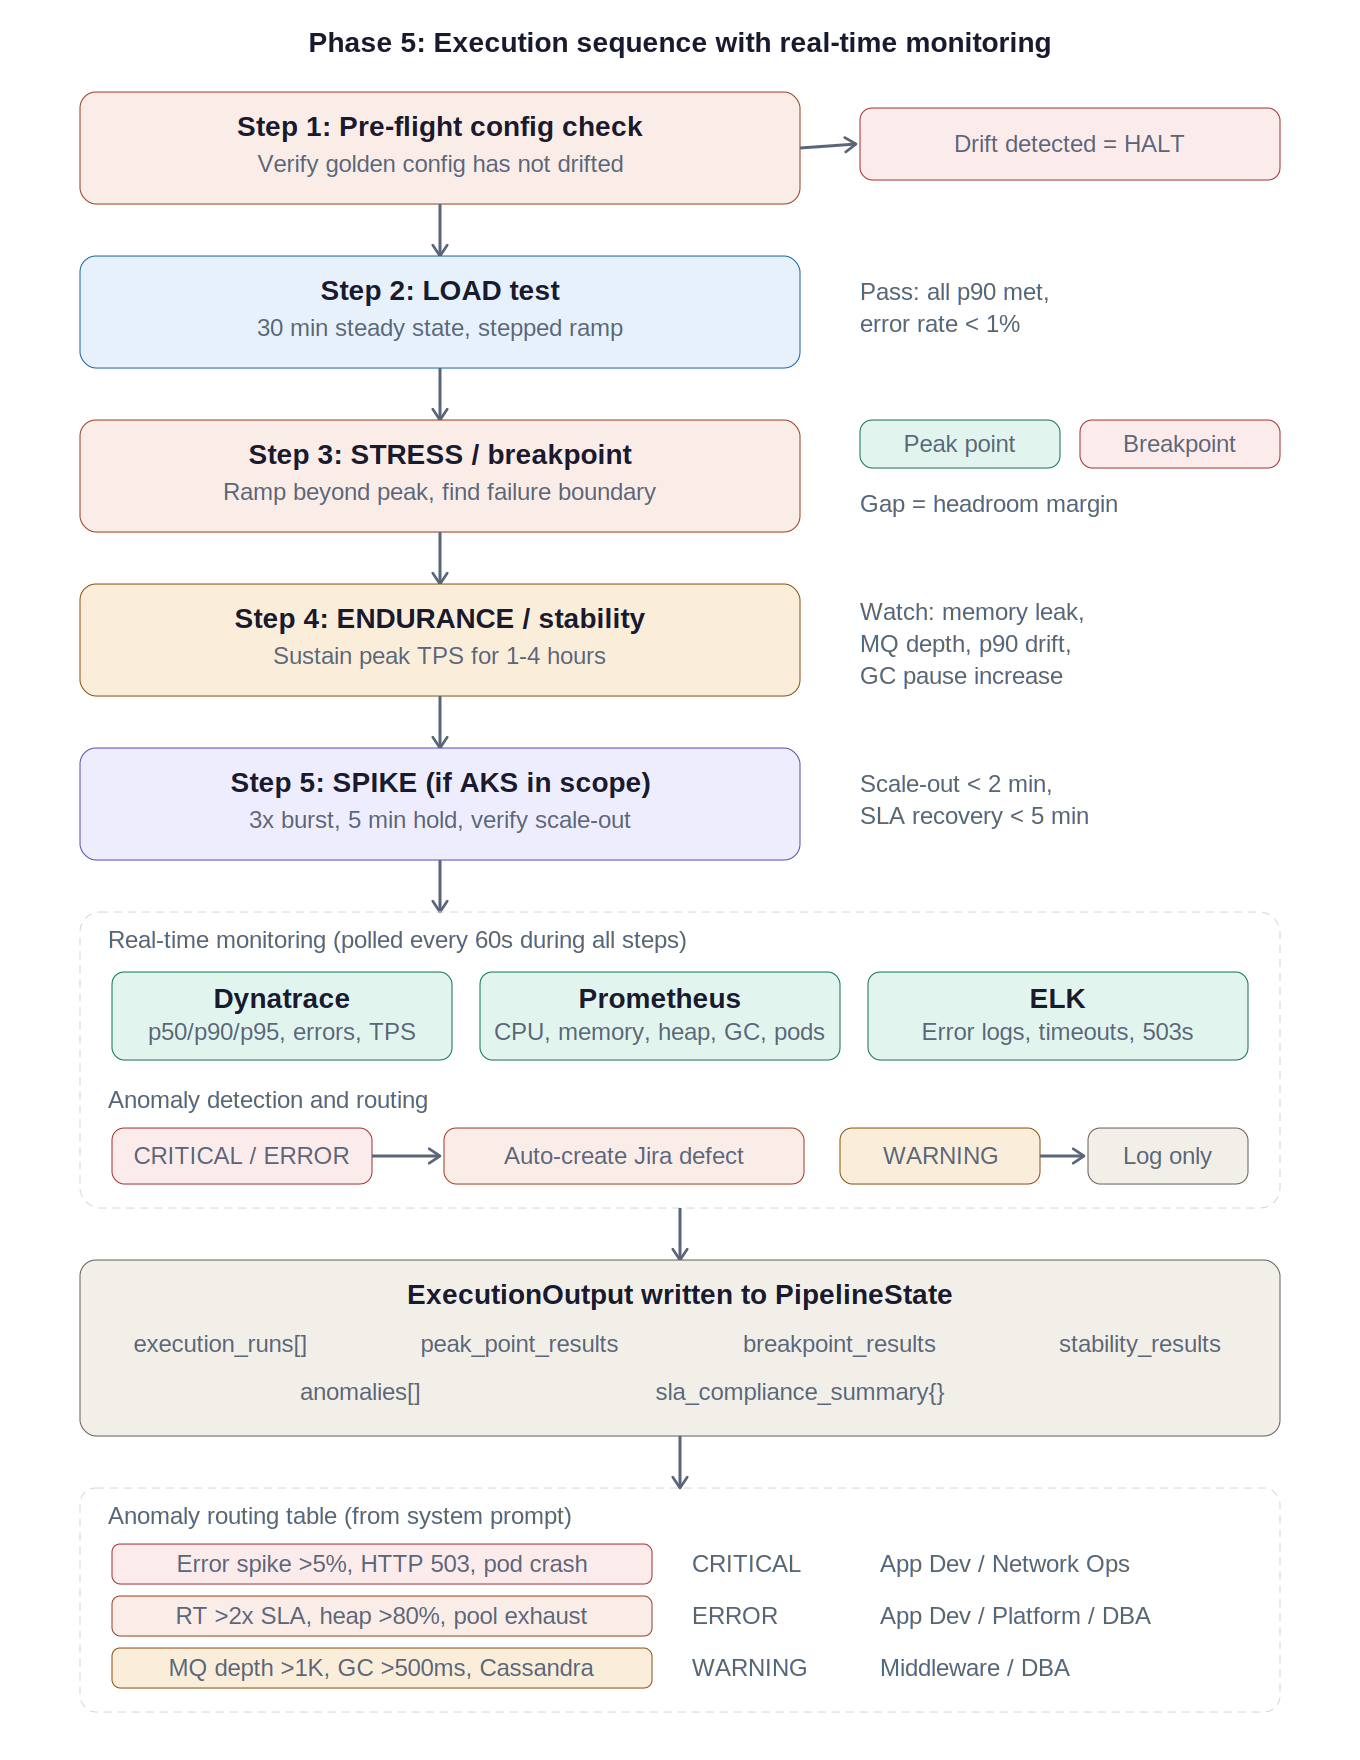 Phase 5: Execution sequence with real-time monitoring
Step 1: Pre-flight config check
Verify golden config has not drifted
Drift detected = HALT
Step 2: LOAD test
30 min steady state, stepped ramp
Pass: all p90 met,
error rate < 1%
Step 3: STRESS / breakpoint
Ramp beyond peak, find failure boundary
Peak point
Breakpoint
Gap = headroom margin
Step 4: ENDURANCE / stability
Sustain peak TPS for 1-4 hours
Watch: memory leak,
MQ depth, p90 drift,
GC pause increase
Step 5: SPIKE (if AKS in scope)
3x burst, 5 min hold, verify scale-out
Scale-out < 2 min,
SLA recovery < 5 min
Real-time monitoring (polled every 60s during all steps)
Dynatrace
p50/p90/p95, errors, TPS
Prometheus
CPU, memory, heap, GC, pods
ELK
Error logs, timeouts, 503s
Anomaly detection and routing
CRITICAL / ERROR
Auto-create Jira defect
WARNING
Log only
ExecutionOutput written to PipelineState
execution_runs[]
peak_point_results
breakpoint_results
stability_results
anomalies[]
sla_compliance_summary{}
Anomaly routing table (from system prompt)
Error spike >5%, HTTP 503, pod crash
CRITICAL
App Dev / Network Ops
RT >2x SLA, heap >80%, pool exhaust
ERROR
App Dev / Platform / DBA
MQ depth >1K, GC >500ms, Cassandra
WARNING
Middleware / DBA